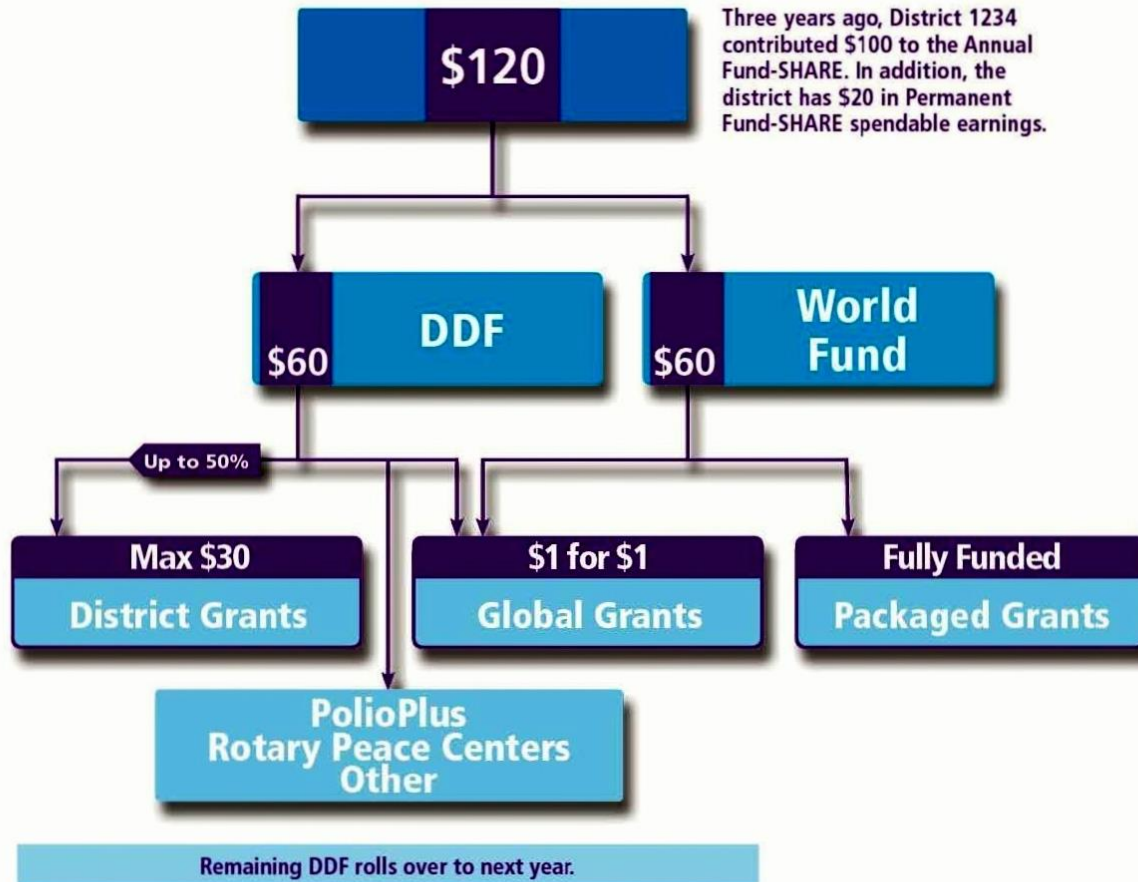 $120
Three years ago, District 1234
contributed $100 to the Annual
Fund-SHARE. In addition, the
district has $20 in Permanent
Fund-SHARE spendable earnings.
$60
DDF
$60
World
Fund
Up to 50%
Max $30
District Grants
$1 for $1
Global Grants
Fully Funded
Packaged Grants
PolioPlus
Rotary Peace Centers
Other
Remaining DDF rolls over to next year.